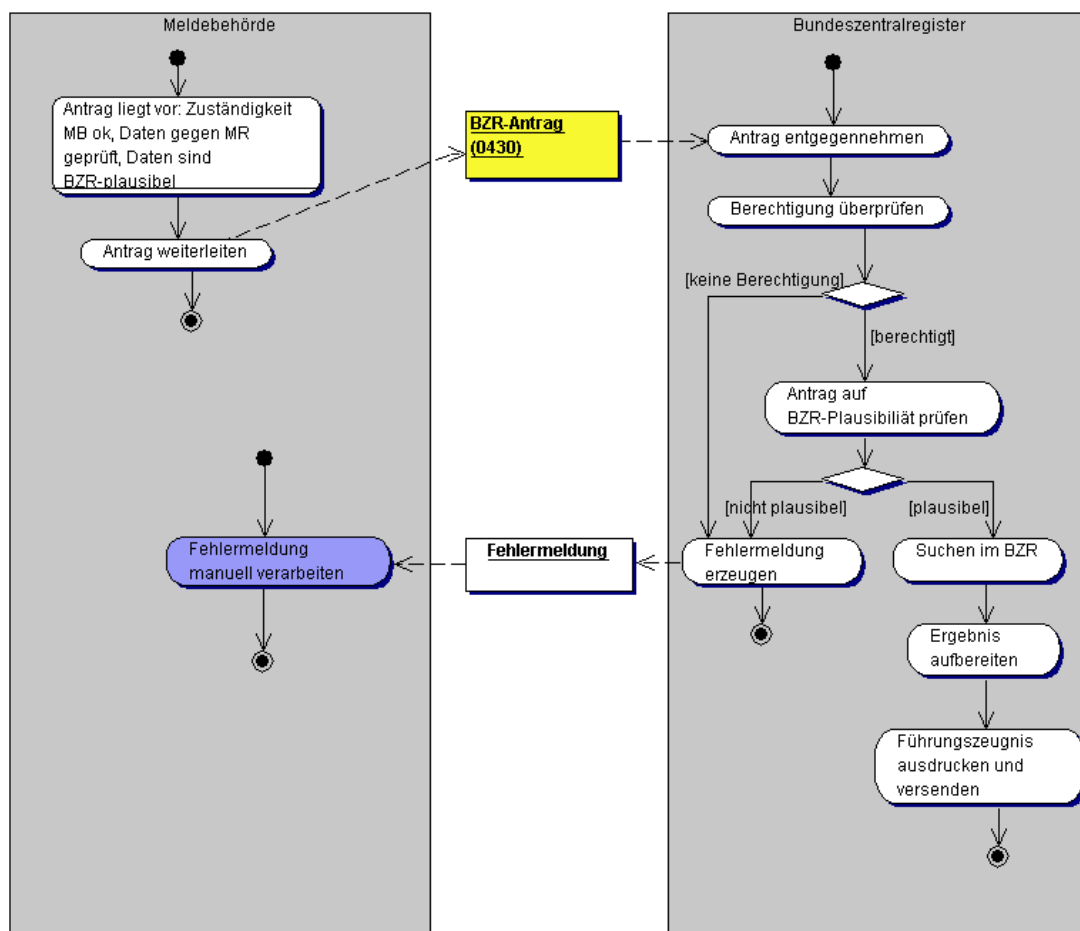 Meldebehörde
Antrag liegt vor: Zuständigkeit
MB ok, Daten gegen MR
geprüft, Daten sind
BZR-plausibel
Antrag weiterleiten
BZR-Antrag
(0430)
Bundeszentralregister
Antrag entgegennehmen
Berechtigung überprüfen
[keine Berechtigung]
[berechtigt]
Antrag auf
BZR-Plausibiliät prüfen
[nicht plausibel]
[plausibel]
Fehlermeldung
manuell verarbeiten
Fehlermeldung
Fehlermeldung
erzeugen
Suchen im BZR
Ergebnis
aufbereiten
Führungszeugnis
ausdrucken und
versenden